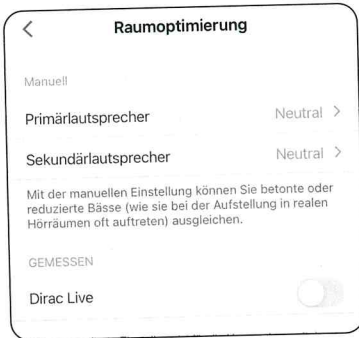 Raumoptimierung
Manuell
Primärlautsprecher Neutral
Sekundärlautsprecher Neutral
Mit der manuellen Einstellung können Sie betonte oder
reduzierte Bässe (wie sie bei der Aufstellung in realen
Hörräumen oft auftreten) ausgleichen.
GEMESSEN
Dirac Live